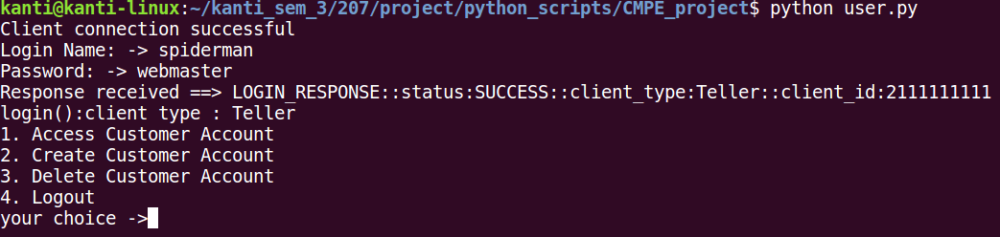 kanti@kanti-linux:~/kanti_sem_3/207/project/python_scripts/CMPE_project$ python user.py
Client connection successful
Login Name: -> spiderman
Password: -> webmaster
Response received ==> LOGIN_RESPONSE::status:SUCCESS::client_type:Teller::client_id:2111111111
login():client type : Teller
1. Access Customer Account
2. Create Customer Account
3. Delete Customer Account
4. Logout
your choice ->